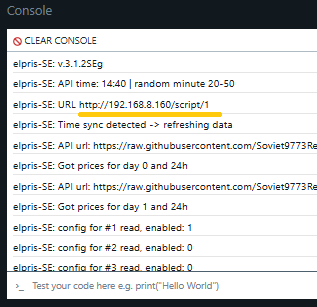 Console
CLEAR CONSOLE
elpris-SE: v.3.1.2SEg
elpris-SE: API time: 14:40 | random minute 20-50
elpris-SE: URL http://192.168.8.160/script/1
elpris-SE: Time sync detected -> refreshing data
elpris-SE: API url: https://raw.githubusercontent.com/Soviet9773Re
elpris-SE: Got prices for day 0 and 24h
elpris-SE: API url: https://raw.githubusercontent.com/Soviet9773Re
elpris-SE: Got prices for day 1 and 24h
elpris-SE: config for #1 read, enabled: 1
elpris-SE: config for #2 read, enabled: 0
elpris-SE: config for #3 read, enabled: 0
>_ Test your code here e.g. print("Hello World")